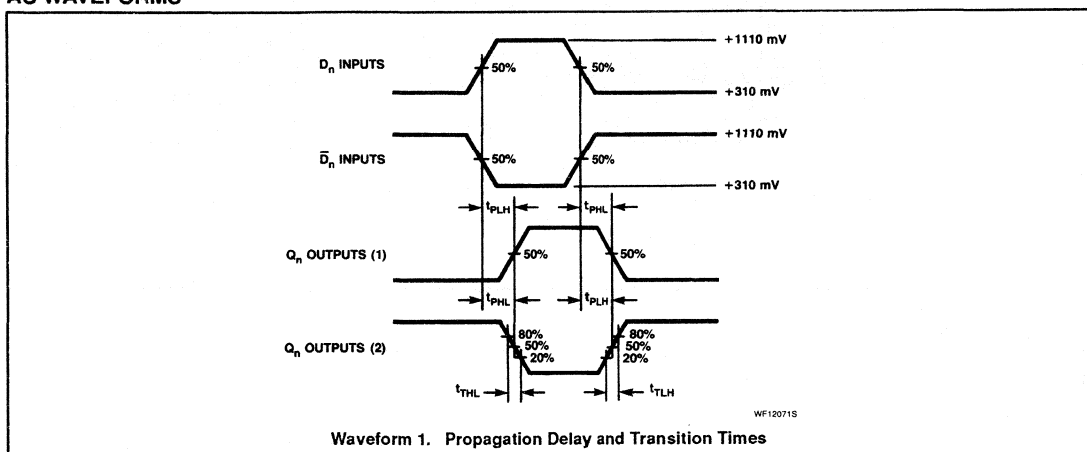 AC WAVEFORMS
+1110 mV
Dn INPUTS
50%
50%
+310 mV
+1110 mV
D̄n INPUTS
50%
50%
+310 mV
tPLH
tPHL
Qn OUTPUTS (1)
50%
50%
tPHL
tPLH
80%
80%
Qn OUTPUTS (2)
50%
50%
20%
20%
tTHL
tTLH
WF12071S
Waveform 1. Propagation Delay and Transition Times